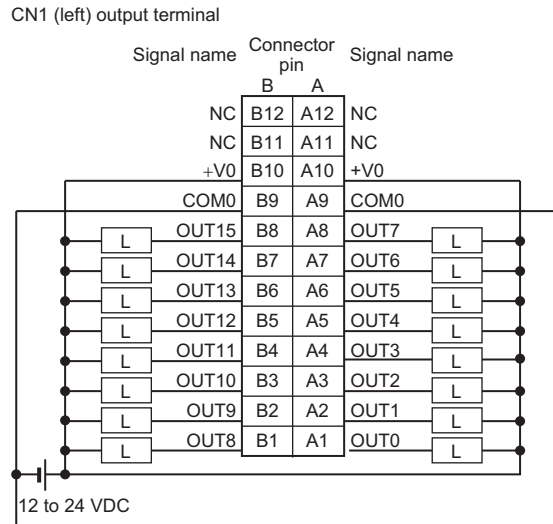 CN1 (left) output terminal
Signal name Connector pin Signal name
B A
NC B12 A12 NC
NC B11 A11 NC
+V0 B10 A10 +V0
COM0 B9 A9 COM0
L OUT15 B8 A8 OUT7 L
L OUT14 B7 A7 OUT6 L
L OUT13 B6 A6 OUT5 L
L OUT12 B5 A5 OUT4 L
L OUT11 B4 A4 OUT3 L
L OUT10 B3 A3 OUT2 L
L OUT9 B2 A2 OUT1 L
L OUT8 B1 A1 OUT0 L
12 to 24 VDC